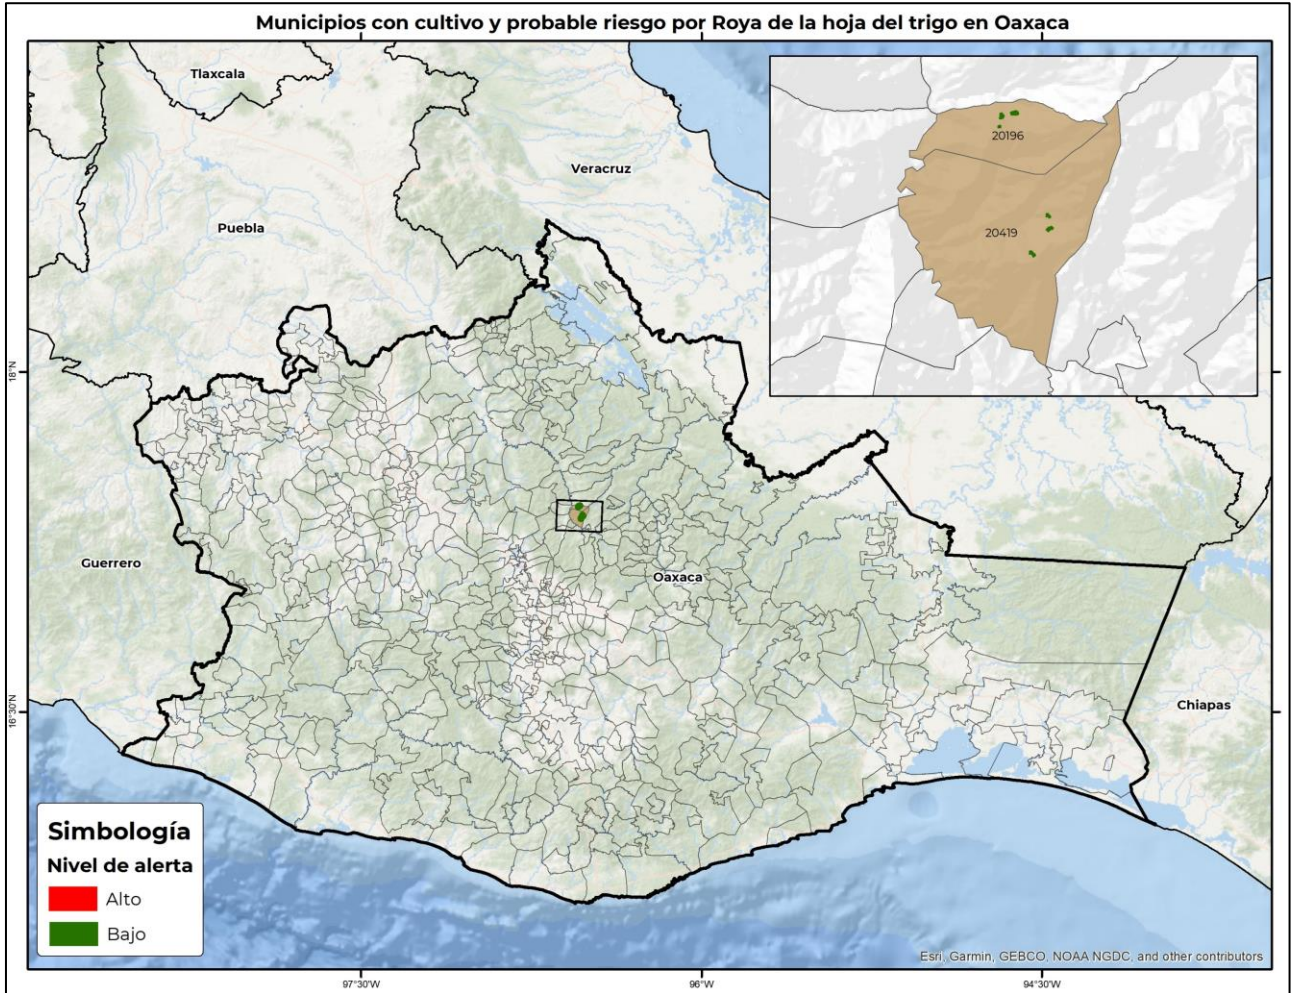 Municipios con cultivo y probable riesgo por Roya de la hoja del trigo en Oaxaca
Tlaxcala
20196
Veracruz
Puebla
20419
18°N
Guerrero
Oaxaca
16°30'N
Chiapas
Simbología
Nivel de alerta
Alto
Bajo
Esri, Garmin, GEBCO, NOAA NGDC, and other contributors
97°30'W
96°W
94°30'W